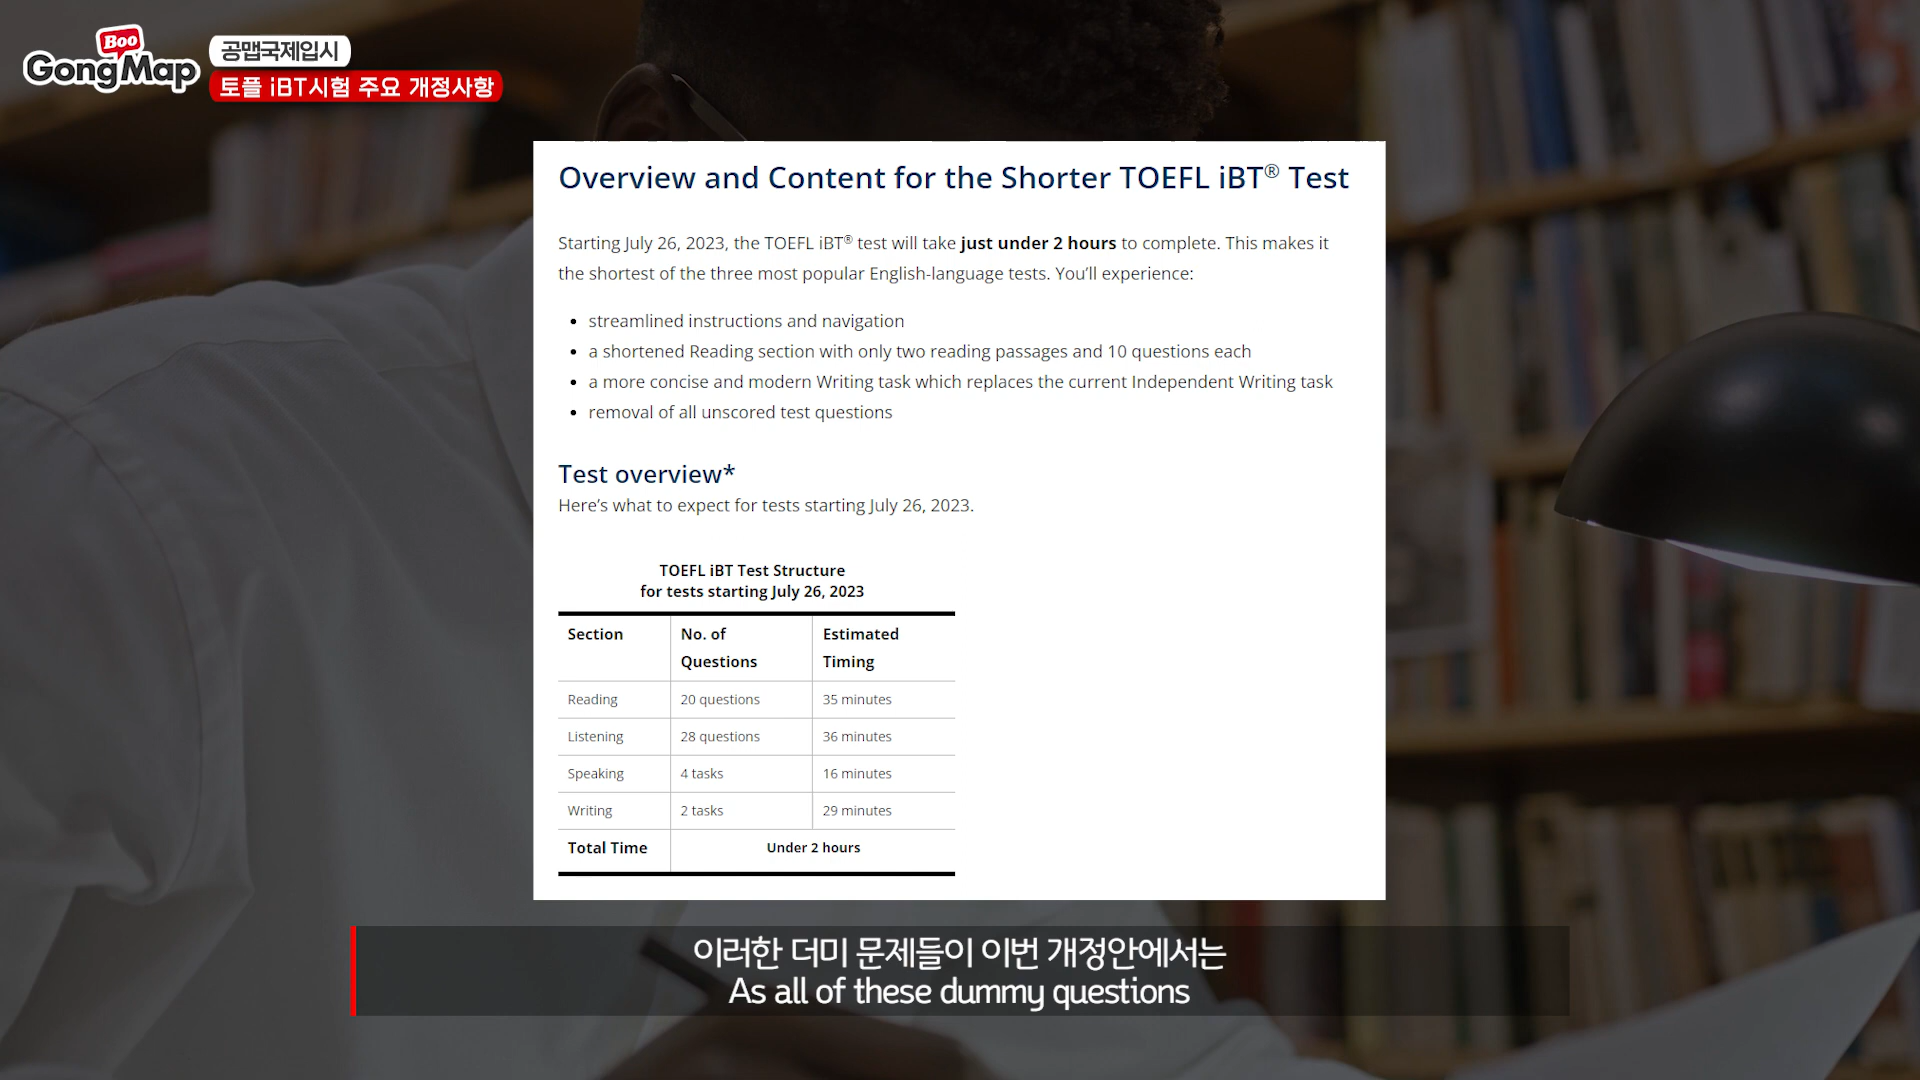 Boo
GongMap
공맵국제입시
토플 iBT시험 주요 개정사항
Overview and Content for the Shorter TOEFL iBT® Test
Starting July 26, 2023, the TOEFL iBT® test will take just under 2 hours to complete. This makes it
the shortest of the three most popular English-language tests. You’ll experience:
• streamlined instructions and navigation
• a shortened Reading section with only two reading passages and 10 questions each
• a more concise and modern Writing task which replaces the current Independent Writing task
• removal of all unscored test questions
Test overview*
Here’s what to expect for tests starting July 26, 2023.
TOEFL iBT Test Structure
for tests starting July 26, 2023
Section No. of Questions Estimated Timing
Reading 20 questions 35 minutes
Listening 28 questions 36 minutes
Speaking 4 tasks 16 minutes
Writing 2 tasks 29 minutes
Total Time Under 2 hours
이러한 더미 문제들이 이번 개정안에서는
As all of these dummy questions